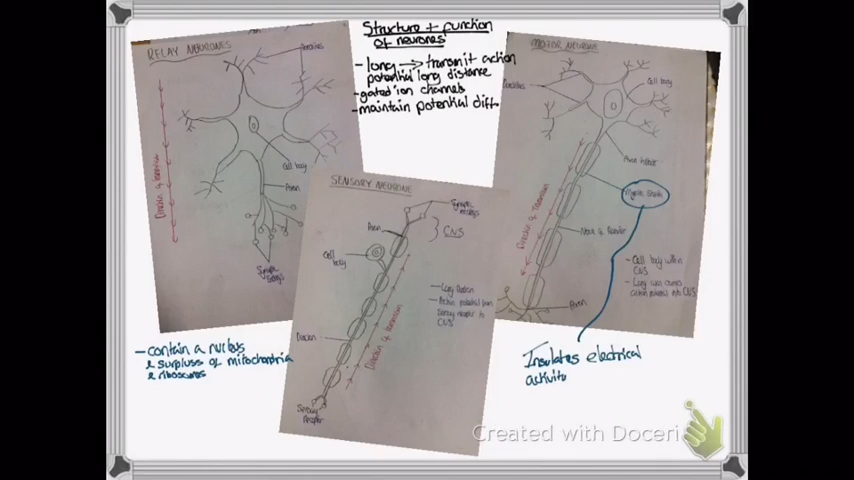 Structure + function
of neurones
- long -> transmit action
potential long distance
- gated ion channels
- maintain potential diff
RELAY NEURONES
Dendrites
Direction of transmission
Cell body
Axon
Synaptic
- contain a nucleus
& surpluss of mitochondria
& ribosomes
SENSORY NEURONE
Axon
CNS
Cell
body
Dendron
Direction of transmission
Sensory
receptor
- Long Dendron
- Action potential from
Sensory receptor to
CNS
MOTOR NEURONE
Dendrites
Cell body
Axon hillock
Myelin Sheath
Direction of Transmission
Node of Ranvier
Axon
- Cell body within
CNS
- Long axon carries
action potential CNS
Insulates electrical
activity
Created with Doceri